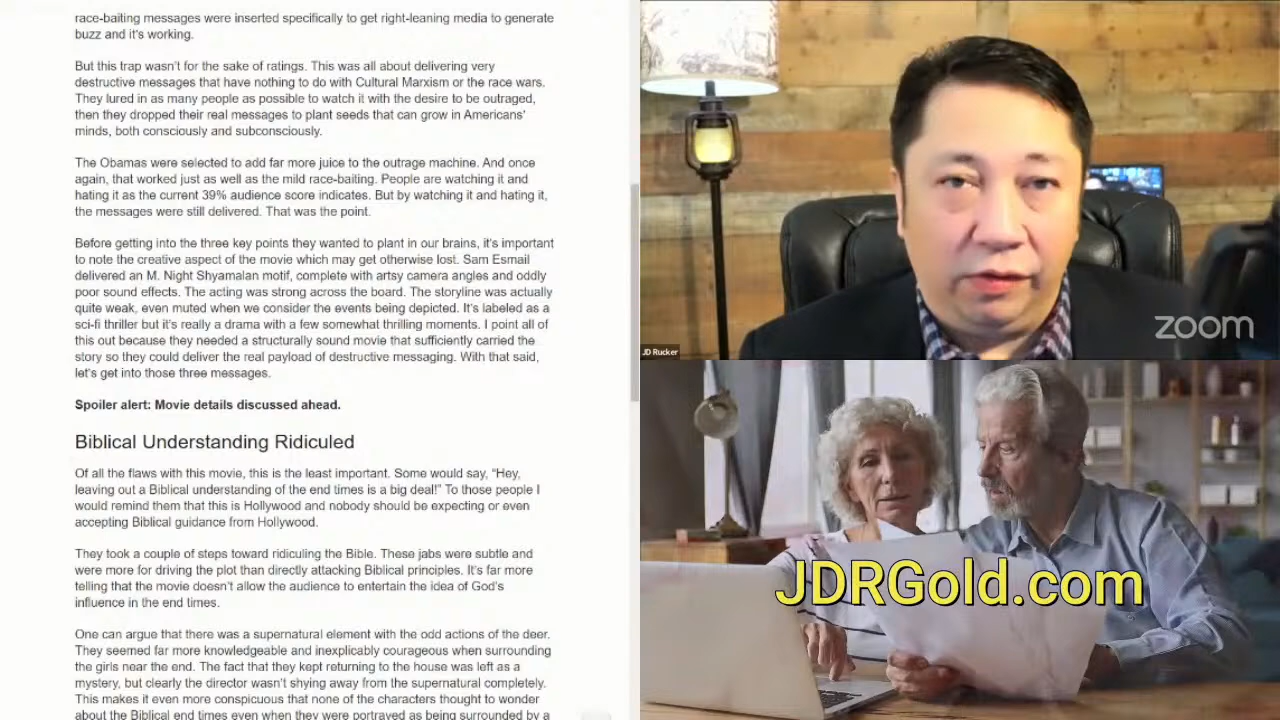 race-baiting messages were inserted specifically to get right-leaning media to generate
buzz and it's working.
But this trap wasn't for the sake of ratings. This was all about delivering very
destructive messages that have nothing to do with Cultural Marxism or the race wars.
They lured in as many people as possible to watch it with the desire to be outraged,
then they dropped their real messages to plant seeds that can grow in Americans'
minds, both consciously and subconsciously.
The Obamas were selected to add far more juice to the outrage machine. And once
again, that worked just as well as the mild race-baiting. People are watching it and
hating it as the current 39% audience score indicates. But by watching it and hating it,
the messages were still delivered. That was the point.
Before getting into the three key points they wanted to plant in our brains, it's important
to note the creative aspect of the movie which may get otherwise lost. Sam Esmail
delivered an M. Night Shyamalan motif, complete with artsy camera angles and oddly
poor sound effects. The acting was strong across the board. The storyline was actually
quite weak, even muted when we consider the events being depicted. It's labeled as a
sci-fi thriller but it's really a drama with a few somewhat thrilling moments. I point all of
this out because they needed a structurally sound movie that sufficiently carried the
story so they could deliver the real payload of destructive messaging. With that said,
let's get into those three messages.
Spoiler alert: Movie details discussed ahead.
Biblical Understanding Ridiculed
Of all the flaws with this movie, this is the least important. Some would say, “Hey,
leaving out a Biblical understanding of the end times is a big deal!” To those people I
would remind them that this is Hollywood and nobody should be expecting or even
accepting Biblical guidance from Hollywood.
They took a couple of steps toward ridiculing the Bible. These jabs were subtle and
were more for driving the plot than directly attacking Biblical principles. It's far more
telling that the movie doesn't allow the audience to entertain the idea of God's
influence in the end times.
One can argue that there was a supernatural element with the odd actions of the deer.
They seemed far more knowledgeable and inexplicably courageous when surrounding
the girls near the end. The fact that they kept returning to the house was left as a
mystery, but clearly the director wasn't shying away from the supernatural completely.
This makes it even more conspicuous that none of the characters thought to wonder
about the Biblical end times even when they were portrayed as being surrounded by a
zoom
JD Rucker
JDRGold.com